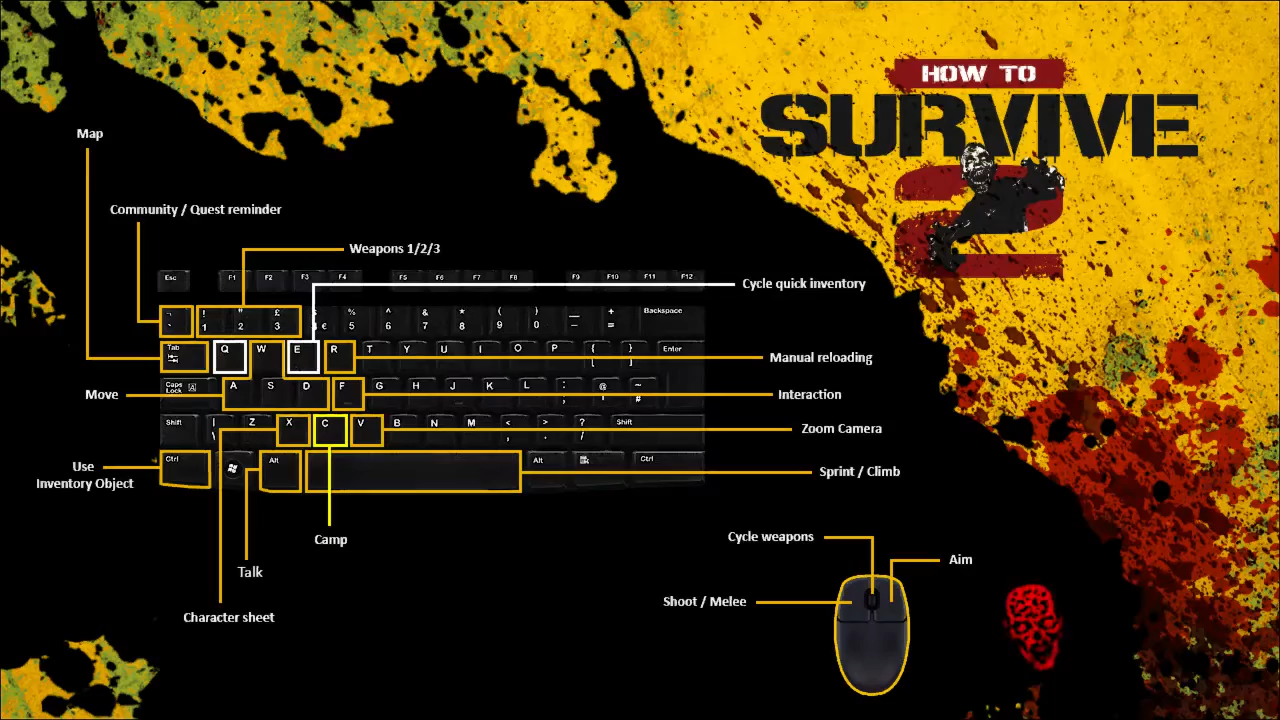 HOW TO
SURVIVE
2
Map
Community / Quest reminder
Weapons 1/2/3
Cycle quick inventory
Esc F1 F2 F3 F4 F5 F6 F7 F8 F9 F10 F11 F12
! " £ % ^ & * ( ) _ + Backspace
1 2 3 € 5 6 7 8 9 0 =
Tab Q W E R T Y U I O P { } Enter
[ ]
Manual reloading
Move
Caps Lock A A S D F G H J K L : @ ~
; ' #
Interaction
Shift Z X C V B N M < > ? Shift
\ , . /
Zoom Camera
Ctrl Alt Alt Ctrl
Use
Inventory Object
Sprint / Climb
Camp
Talk
Character sheet
Cycle weapons
Aim
Shoot / Melee